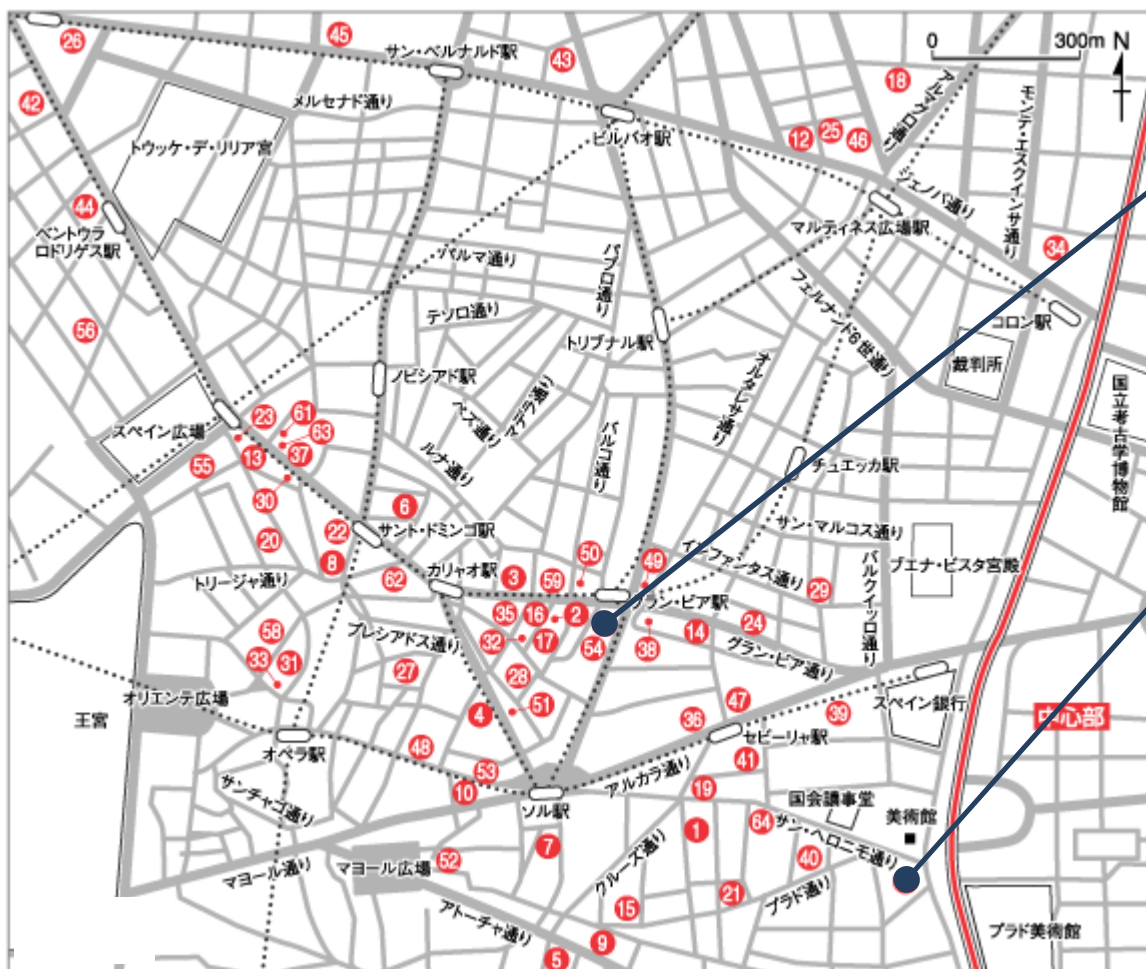 26
45
サン・ベルナルド駅
43
0 300m N
18
42
メルセナド通り
12
25
46
アルマグロ通り
モンテ・エスクインサ通り
トウッケ・デ・リリア宮
ビルバオ駅
ジェノバ通り
44
ベントウラ
ロドリゲス駅
マルティネス広場駅
34
パルマ通り
パブロ通り
フェルナンド6世通り
コロン駅
テソロ通り
56
トリブナル駅
オルタレサ通り
裁判所
ノビシアド駅
国立考古学博物館
マデラ通り
ペズ通り
ルナ通り
バルコ通り
スペイン広場
23
61
63
13
37
55
30
チュエッカ駅
6
サン・マルコス通り
22
サント・ドミンゴ駅
20
8
インファンタス通り
バルクイッロ通り
ブエナ・ビスタ宮殿
トリージャ通り
62
カリャオ駅
3
59
50
49
29
グラン・ビア駅
35
16
2
32
17
54
38
14
24
グラン・ビア通り
プレシアドス通り
58
33
31
27
28
51
オリエンテ広場
王宮
4
36
47
39
スペイン銀行
中心部
セビーリャ駅
オペラ駅
48
53
10
41
アルカラ通り
サンチャゴ通り
ソル駅
19
国会議事堂
美術館
64
サン・ヘロニモ通り
1
7
クルーズ通り
マヨール通り
マヨール広場
52
40
プラド通り
21
15
アトーチャ通り
9
5
プラド美術館